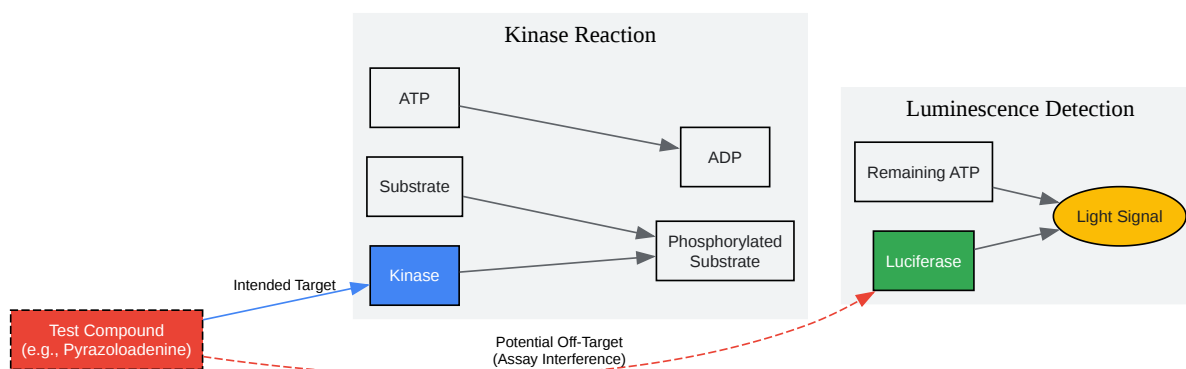 Kinase Reaction
ATP
ADP
Substrate
Phosphorylated
Substrate
Kinase
Intended Target
Test Compound
(e.g., Pyrazoloadenine)
Potential Off-Target
(Assay Interference)
Luminescence Detection
Remaining ATP
Light Signal
Luciferase